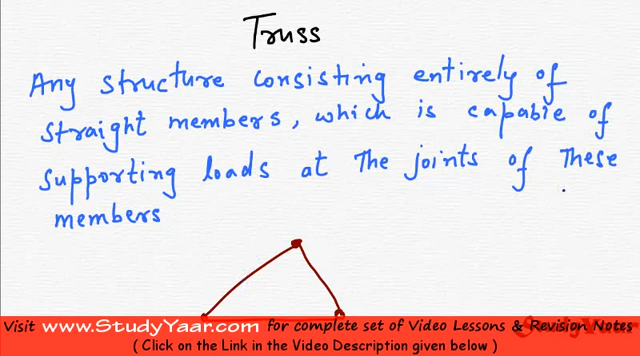 Truss
Any structure consisting entirely of
straight members, which is capable of
supporting loads at the joints of these
members
StudyYaar
Visit www.StudyYaar.com for complete set of Video Lessons & Revision Notes
( Click on the Link in the Video Description given below )